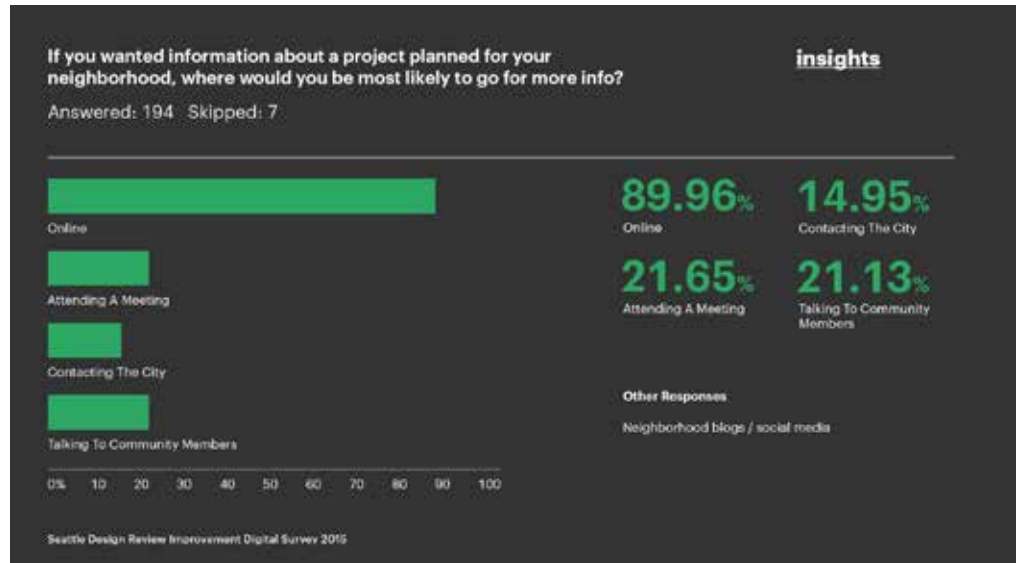 If you wanted information about a project planned for your
neighborhood, where would you be most likely to go for more info?
insights
Answered: 194 Skipped: 7
Online
Attending A Meeting
Contacting The City
Talking To Community Members
0% 10 20 30 40 50 60 70 80 90 100
89.96%
Online
14.95%
Contacting The City
21.65%
Attending A Meeting
21.13%
Talking To Community
Members
Other Responses
Neighborhood blogs / social media
Seattle Design Review Improvement Digital Survey 2015